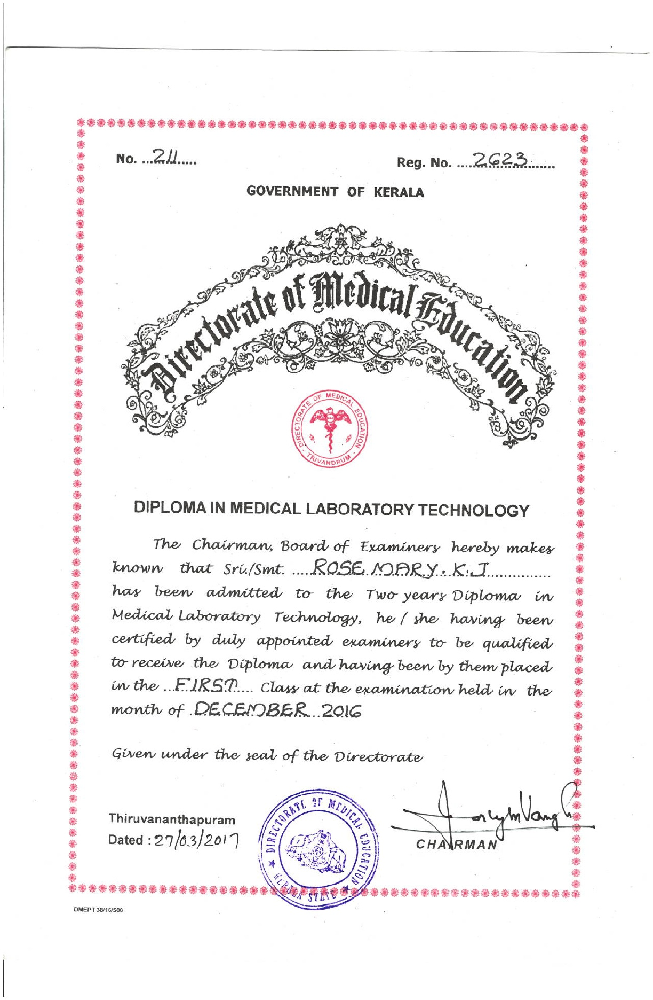 No. ...211.....
Reg. No. ....2623.......
GOVERNMENT OF KERALA
Directorate of Medical Education
DIRECTORATE OF MEDICAL EDUCATION
- TRIVANDRUM -
DIPLOMA IN MEDICAL LABORATORY TECHNOLOGY
The Chairman, Board of Examiners hereby makes
known that Sri./Smt. ....ROSE MARY. K.J..............
has been admitted to the Two years Diploma in
Medical Laboratory Technology, he / she having been
certified by duly appointed examiners to be qualified
to receive the Diploma and having been by them placed
in the ...FIRST.... Class at the examination held in the
month of .DECEMBER...2016
Given under the seal of the Directorate
Thiruvananthapuram
Dated : 27/03/2017
DIRECTORATE OF MEDICAL EDUCATION
★ KERALA STATE ★
CHAIRMAN
DMEPT 38/16/500